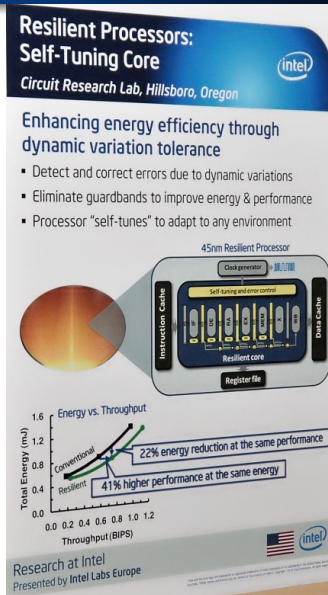 Resilient Processors:
Self-Tuning Core
intel
Circuit Research Lab, Hillsboro, Oregon
Enhancing energy efficiency through
dynamic variation tolerance
▪ Detect and correct errors due to dynamic variations
▪ Eliminate guardbands to improve energy & performance
▪ Processor “self-tunes” to adapt to any environment
45nm Resilient Processor
Clock generator
Self-tuning and error control
Instruction Cache
IF
DE
RA
EX
MEM
X
WB
Data Cache
Resilient core
Register file
Energy vs. Throughput
Total Energy (mJ)
1.6
1.2
0.8
0.4
0
Conventional
Resilient
22% energy reduction at the same performance
41% higher performance at the same energy
0.0 0.2 0.4 0.6 0.8 1.0 1.2
Throughput (BIPS)
Research at Intel
Presented by Intel Labs Europe
intel